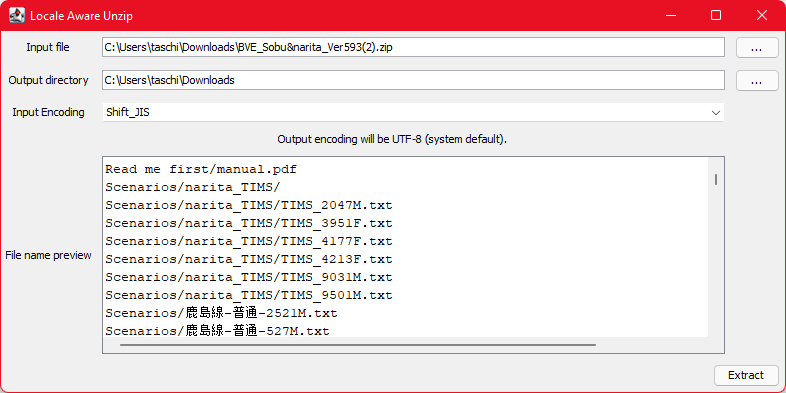 Locale Aware Unzip
Input file C:\Users\taschi\Downloads\BVE_Sobu&narita_Ver593(2).zip ...
Output directory C:\Users\taschi\Downloads ...
Input Encoding Shift_JIS
Output encoding will be UTF-8 (system default).
File name preview
Read me first/manual.pdf
Scenarios/narita_TIMS/
Scenarios/narita_TIMS/TIMS_2047M.txt
Scenarios/narita_TIMS/TIMS_3951F.txt
Scenarios/narita_TIMS/TIMS_4177F.txt
Scenarios/narita_TIMS/TIMS_4213F.txt
Scenarios/narita_TIMS/TIMS_9031M.txt
Scenarios/narita_TIMS/TIMS_9501M.txt
Scenarios/鹿島線-普通-2521M.txt
Scenarios/鹿島線-普通-527M.txt
Extract